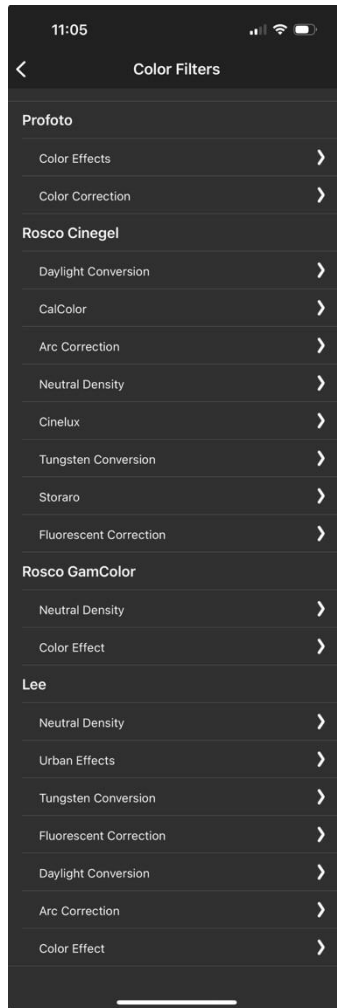 11:05
Color Filters
Profoto
Color Effects
Color Correction
Rosco Cinegel
Daylight Conversion
CalColor
Arc Correction
Neutral Density
Cinelux
Tungsten Conversion
Storaro
Fluorescent Correction
Rosco GamColor
Neutral Density
Color Effect
Lee
Neutral Density
Urban Effects
Tungsten Conversion
Fluorescent Correction
Daylight Conversion
Arc Correction
Color Effect